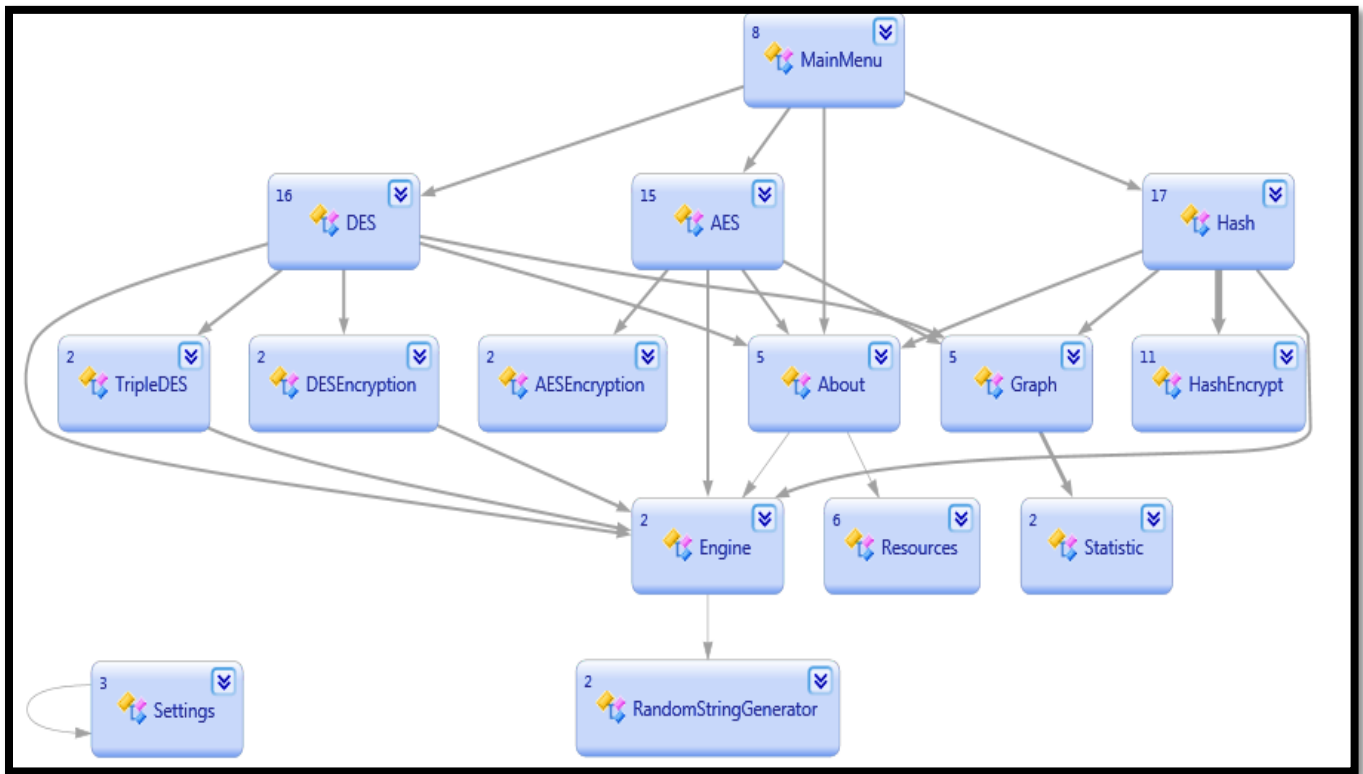 8
MainMenu
16
DES
15
AES
17
Hash
2
TripleDES
2
DESEncryption
2
AESEncryption
5
About
5
Graph
11
HashEncrypt
2
Engine
6
Resources
2
Statistic
3
Settings
2
RandomStringGenerator